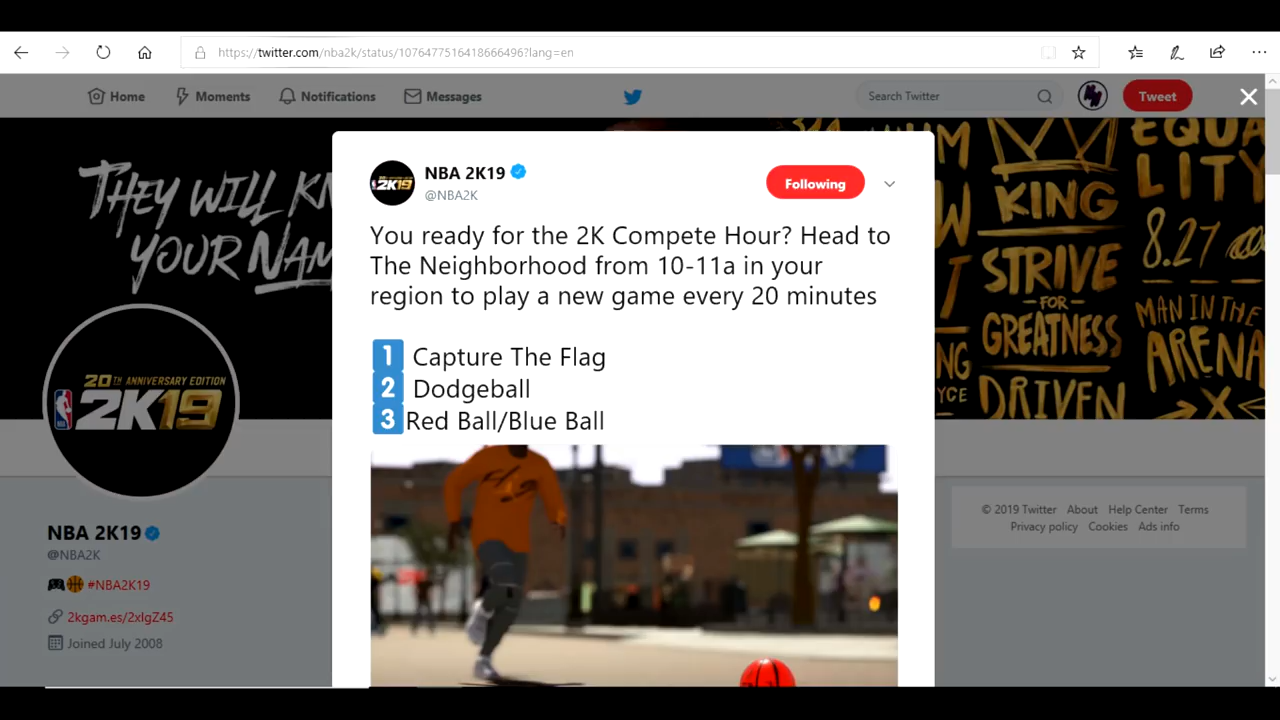 https://twitter.com/nba2k/status/1076477516418666496?lang=en
Home Moments Notifications Messages Search Twitter Tweet
THEY WILL KN
YOUR NAM
KING
STRIVE
FOR
GREATNESS
DRIVEN
EQUA
LITY
8.27
MAN IN THE
ARENA
NBA 2K19
@NBA2K
Following
You ready for the 2K Compete Hour? Head to
The Neighborhood from 10-11a in your
region to play a new game every 20 minutes
1 Capture The Flag
2 Dodgeball
3 Red Ball/Blue Ball
20TH ANNIVERSARY EDITION
NBA 2K19
NBA 2K19
@NBA2K
#NBA2K19
2kgam.es/2xIgZ45
Joined July 2008
© 2019 Twitter About Help Center Terms
Privacy policy Cookies Ads info